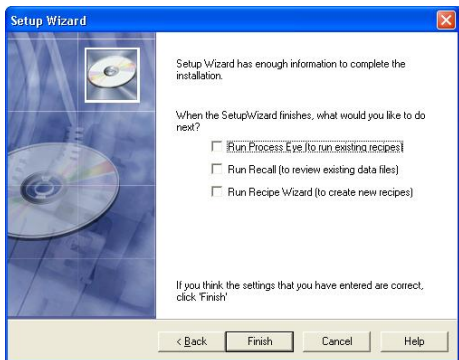 Setup Wizard
Setup Wizard has enough information to complete the
installation.
When the SetupWizard finishes, what would you like to do
next?
Run Process Eye (to run existing recipes)
Run Recall (to review existing data files)
Run Recipe Wizard (to create new recipes)
If you think the settings that you have entered are correct,
click 'Finish'
< Back
Finish
Cancel
Help